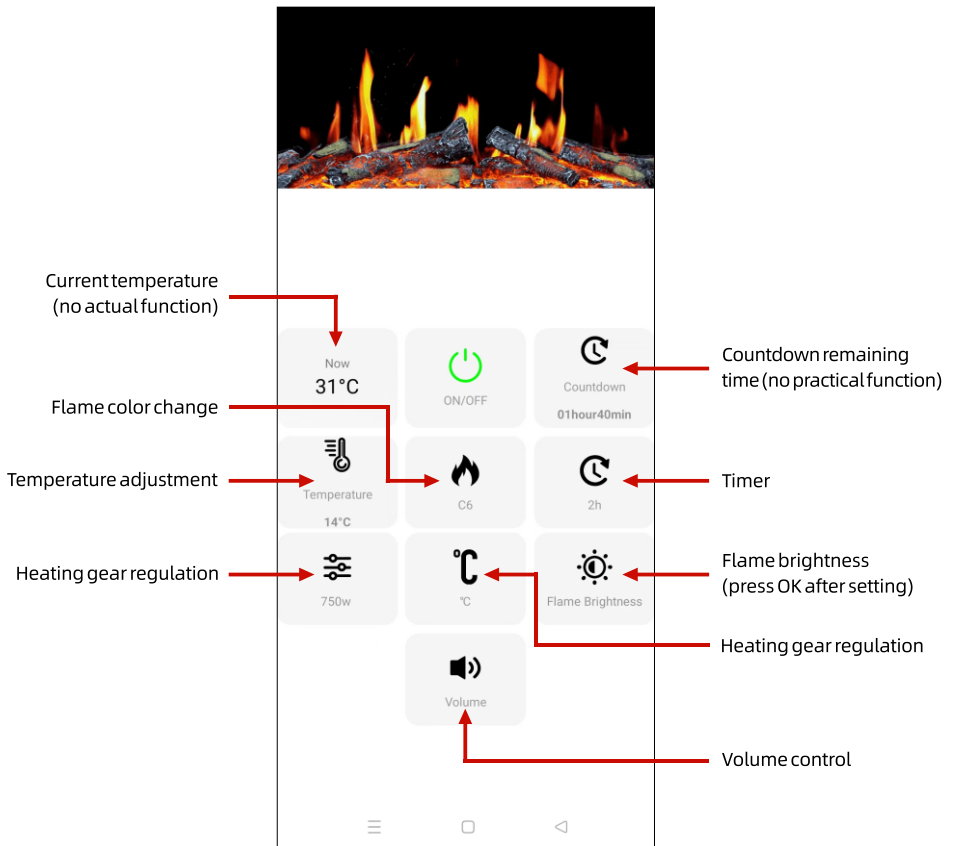 Current temperature
(no actual function)
Now
31°C
ON/OFF
Countdown
01hour40min
Countdown remaining
time (no practical function)
Flame color change
Temperature adjustment
Temperature
14°C
C6
2h
Timer
Heating gear regulation
750w
°C
°C
Flame Brightness
Flame brightness
(press OK after setting)
Heating gear regulation
Volume
Volume control